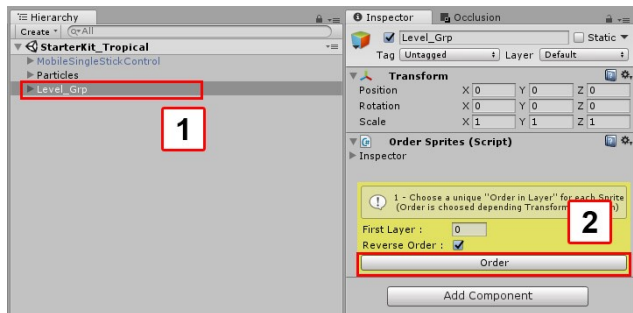 Hierarchy
Create
All
StarterKit_Tropical
MobileSingleStickControl
Particles
Level_Grp
1
Inspector
Occlusion
Level_Grp
Static
Tag Untagged
Layer Default
Transform
Position X 0 Y 0 Z 0
Rotation X 0 Y 0 Z 0
Scale X 1 Y 1 Z 1
Order Sprites (Script)
Inspector
1 - Choose a unique "Order in Layer" for each Sprite
(Order is choosed depending Transform
2
First Layer : 0
Reverse Order :
Order
Add Component